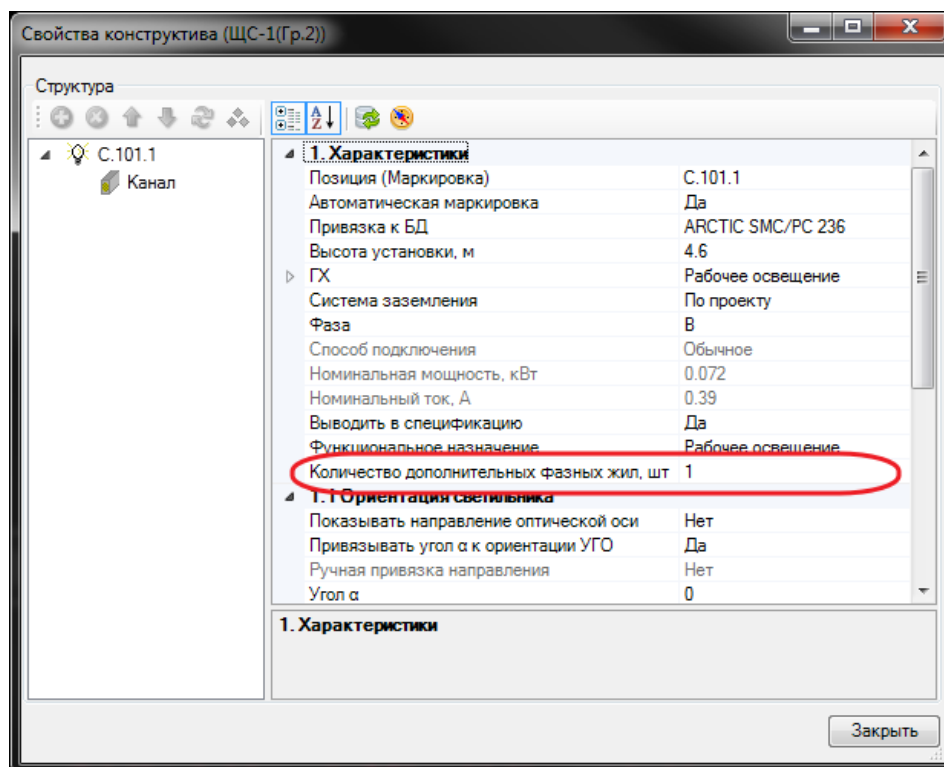 Свойства конструктива (ЩС-1(Гр.2))
Структура
С.101.1
Канал
1. Характеристики
Позиция (Маркировка) С.101.1
Автоматическая маркировка Да
Привязка к БД ARCTIC SMC/PC 236
Высота установки, м 4.6
ГХ Рабочее освещение
Система заземления По проекту
Фаза B
Способ подключения Обычное
Номинальная мощность, кВт 0.072
Номинальный ток, А 0.39
Выводить в спецификацию Да
Функциональное назначение Рабочее освещение
Количество дополнительных фазных жил, шт 1
1.1 Ориентация светильника
Показывать направление оптической оси Нет
Привязывать угол α к ориентации УГО Да
Ручная привязка направления Нет
Угол α 0
1. Характеристики
Закрыть